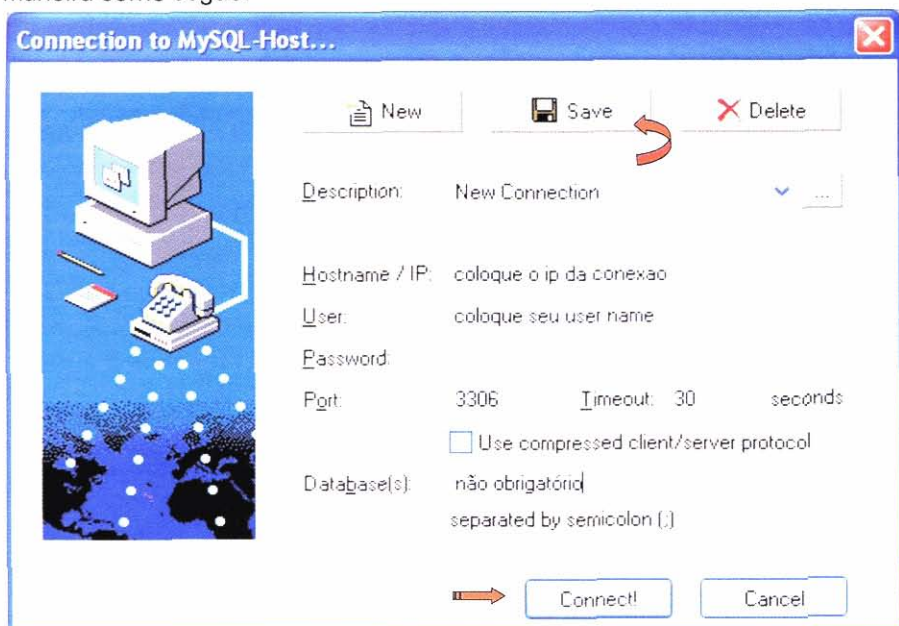 Connection to MySQL-Host...
New Save Delete
Description: New Connection ...
Hostname / IP: coloque o ip da conexao
User: coloque seu user name
Password:
Port: 3306 Timeout: 30 seconds
Use compressed client/server protocol
Database(s): não obrigatório
separated by semicolon (;)
Connect! Cancel